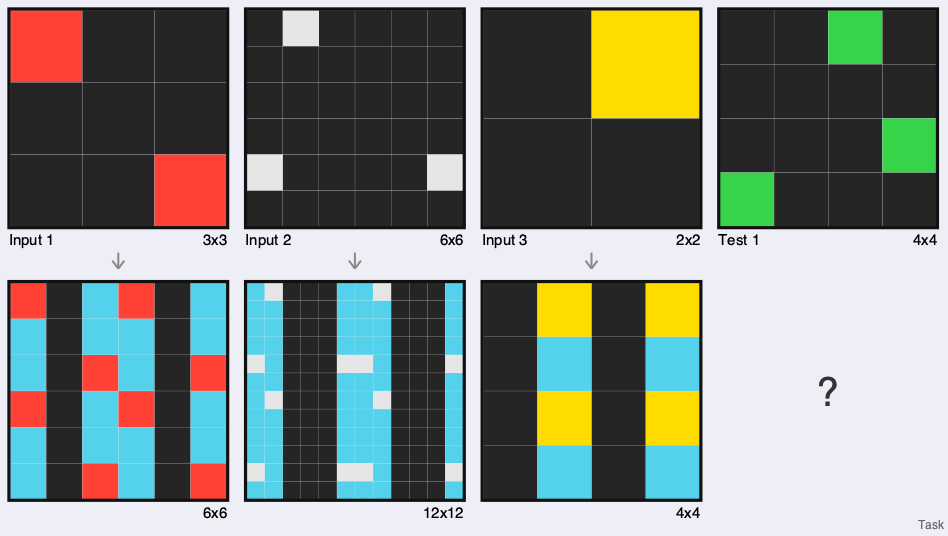 Input 1 3x3
Input 2 6x6
Input 3 2x2
Test 1 4x4
6x6
12x12
4x4
?
Task